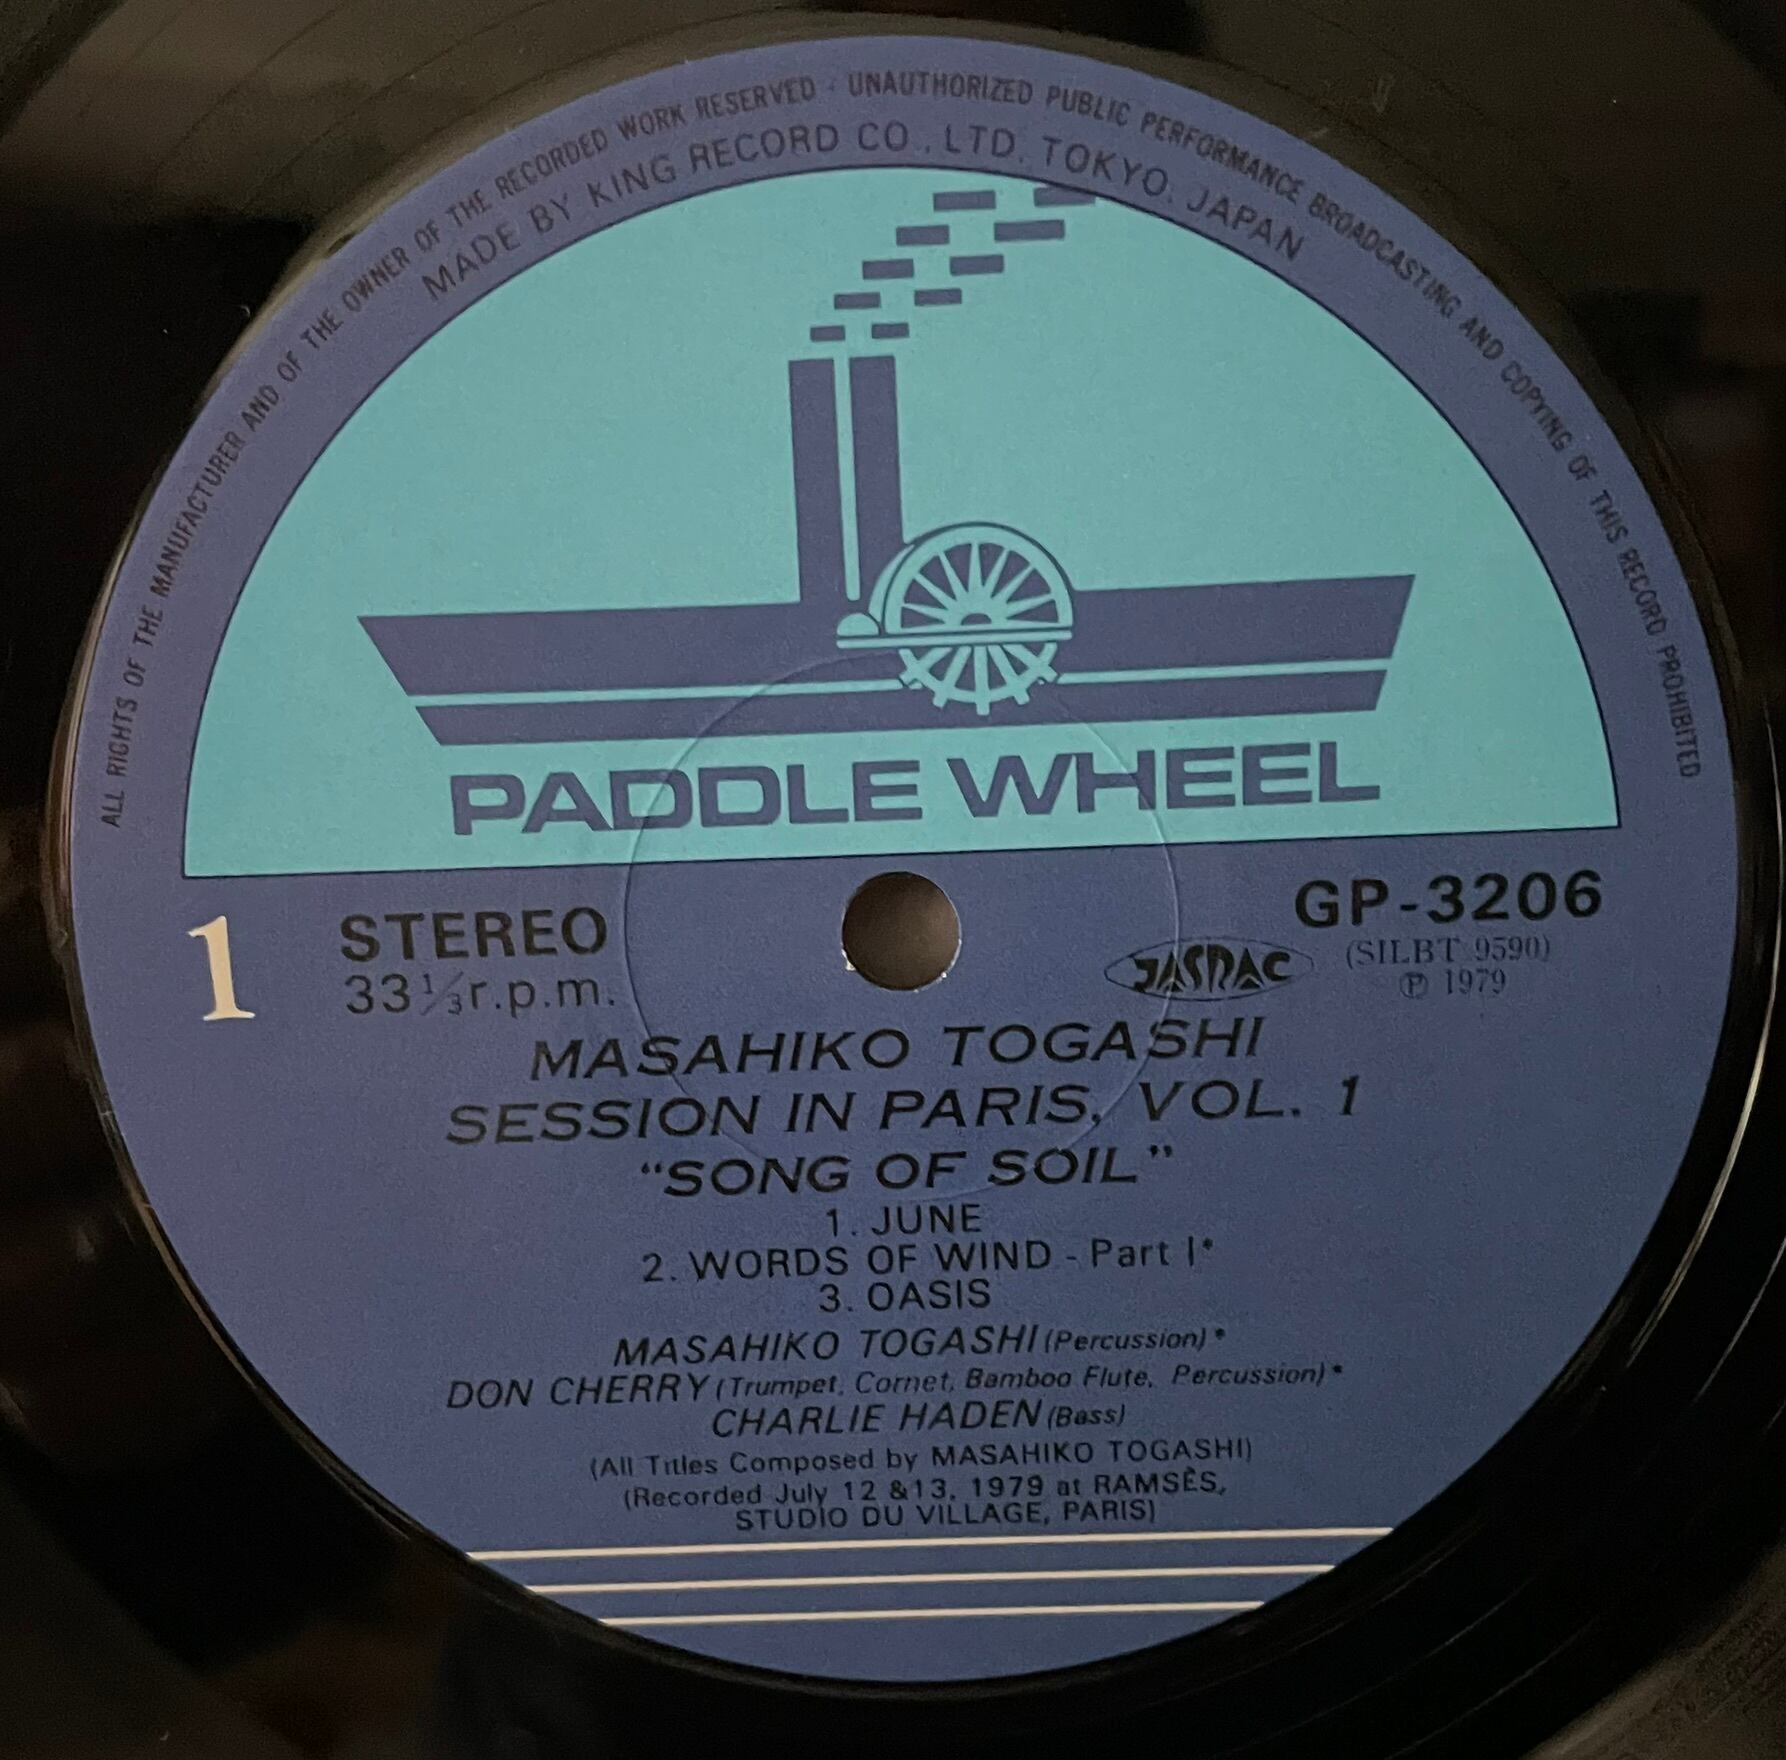 ALL RIGHTS OF THE MANUFACTURER AND OF THE OWNER OF THE RECORDED WORK RESERVED · UNAUTHORIZED PUBLIC PERFORMANCE BROADCASTING AND COPYING OF THIS RECORD PROHIBITED
MADE BY KING RECORD CO., LTD. TOKYO, JAPAN
PADDLE WHEEL
1
STEREO
33⅓ r.p.m.
GP-3206
JASRAC
(SILBT 9590)
Ⓟ 1979
MASAHIKO TOGASHI
SESSION IN PARIS, VOL. 1
“SONG OF SOIL”
1. JUNE
2. WORDS OF WIND - Part I*
3. OASIS
MASAHIKO TOGASHI (Percussion)*
DON CHERRY (Trumpet, Cornet, Bamboo Flute, Percussion)*
CHARLIE HADEN (Bass)
(All Titles Composed by MASAHIKO TOGASHI)
(Recorded July 12 & 13, 1979 at RAMSÈS,
STUDIO DU VILLAGE, PARIS)